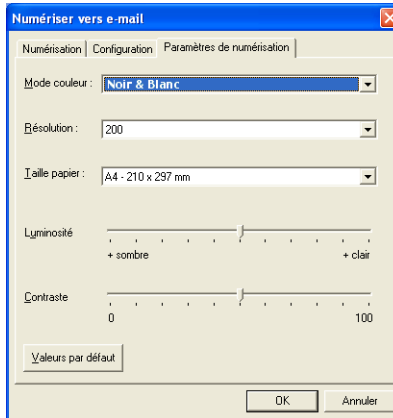 Numériser vers e-mail
Numérisation Configuration Paramètres de numérisation
Mode couleur : Noir & Blanc
Résolution : 200
Taille papier : A4 - 210 x 297 mm
Luminosité
+ sombre + clair
Contraste
0 100
Valeurs par défaut
OK Annuler